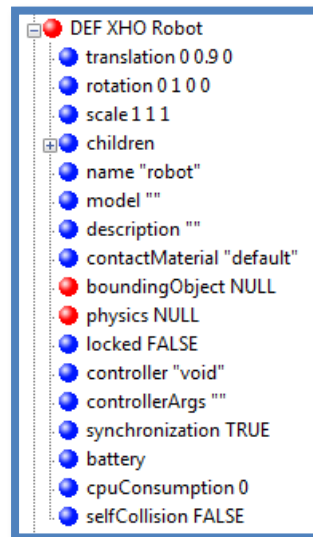 DEF XHO Robot
translation 0 0.9 0
rotation 0 1 0 0
scale 1 1 1
children
name "robot"
model ""
description ""
contactMaterial "default"
boundingObject NULL
physics NULL
locked FALSE
controller "void"
controllerArgs ""
synchronization TRUE
battery
cpuConsumption 0
selfCollision FALSE